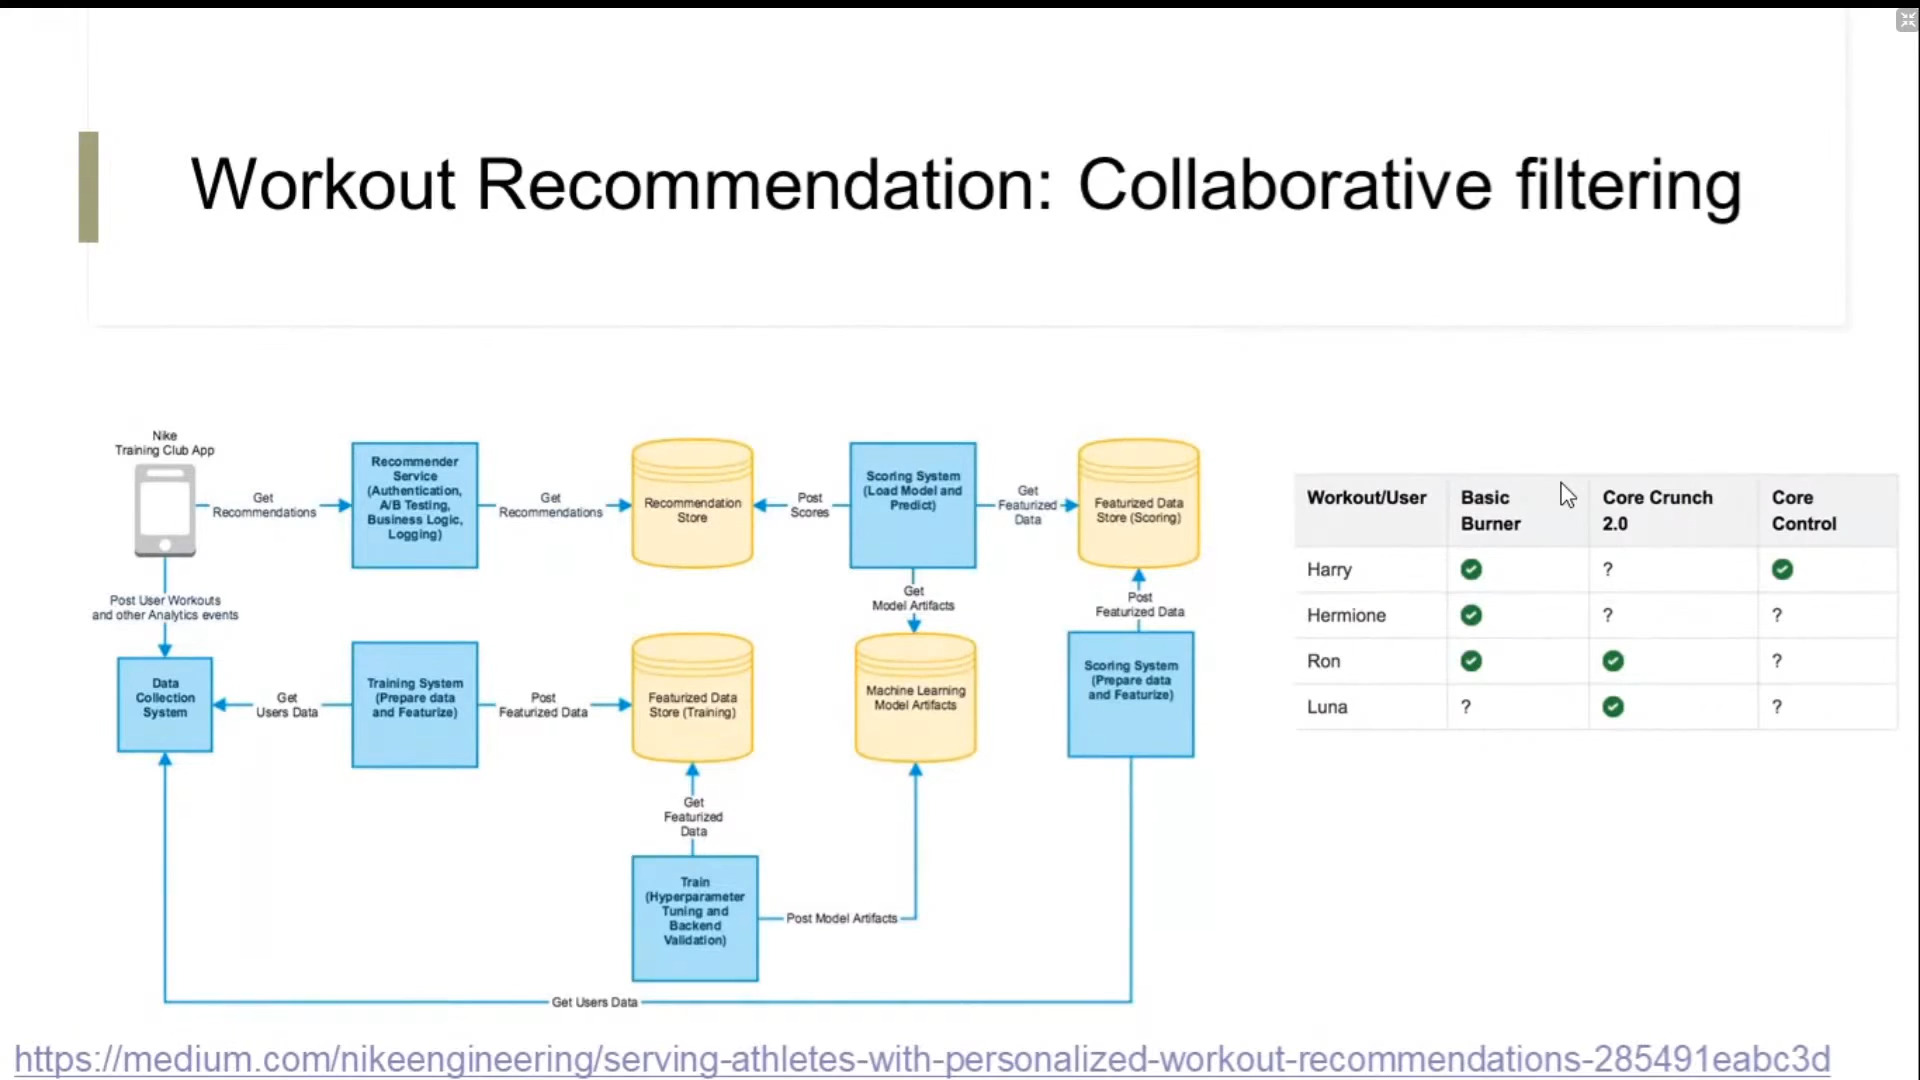 Workout Recommendation: Collaborative filtering
Nike
Training Club App
Get
Recommendations
Recommender
Service
(Authentication,
A/B Testing,
Business Logic,
Logging)
Get
Recommendations
Recommendation
Store
Post
Scores
Scoring System
(Load Model and
Predict)
Get
Featurized
Data
Featurized Data
Store (Scoring)
Post User Workouts
and other Analytics events
Get
Model Artifacts
Post
Featurized Data
Data
Collection
System
Get
Users Data
Training System
(Prepare data
and Featurize)
Post
Featurized Data
Featurized Data
Store (Training)
Machine Learning
Model Artifacts
Scoring System
(Prepare data
and Featurize)
Get
Featurized
Data
Train
(Hyperparameter
Tuning and
Backend
Validation)
Post Model Artifacts
Get Users Data
Workout/User Basic Burner Core Crunch 2.0 Core Control
Harry ?
Hermione ? ?
Ron ?
Luna ? ?
https://medium.com/nikeengineering/serving-athletes-with-personalized-workout-recommendations-285491eabc3d